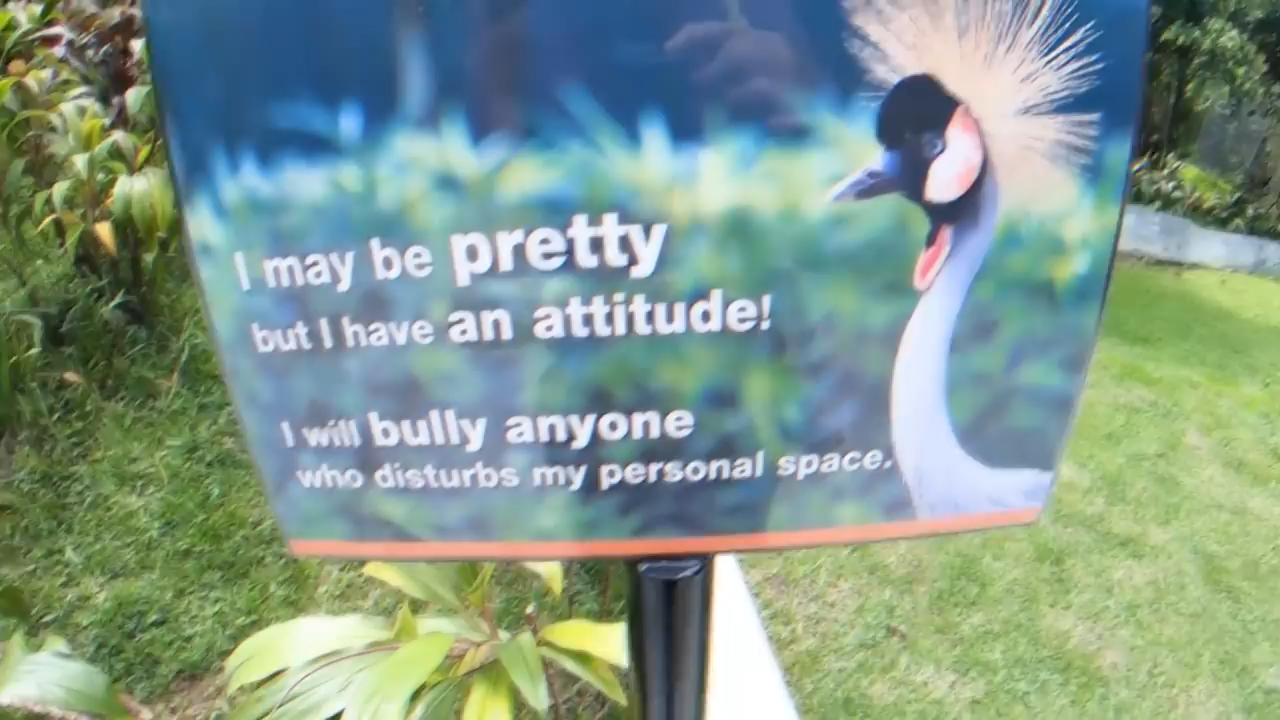 I may be pretty
but I have an attitude!
I will bully anyone
who disturbs my personal space.